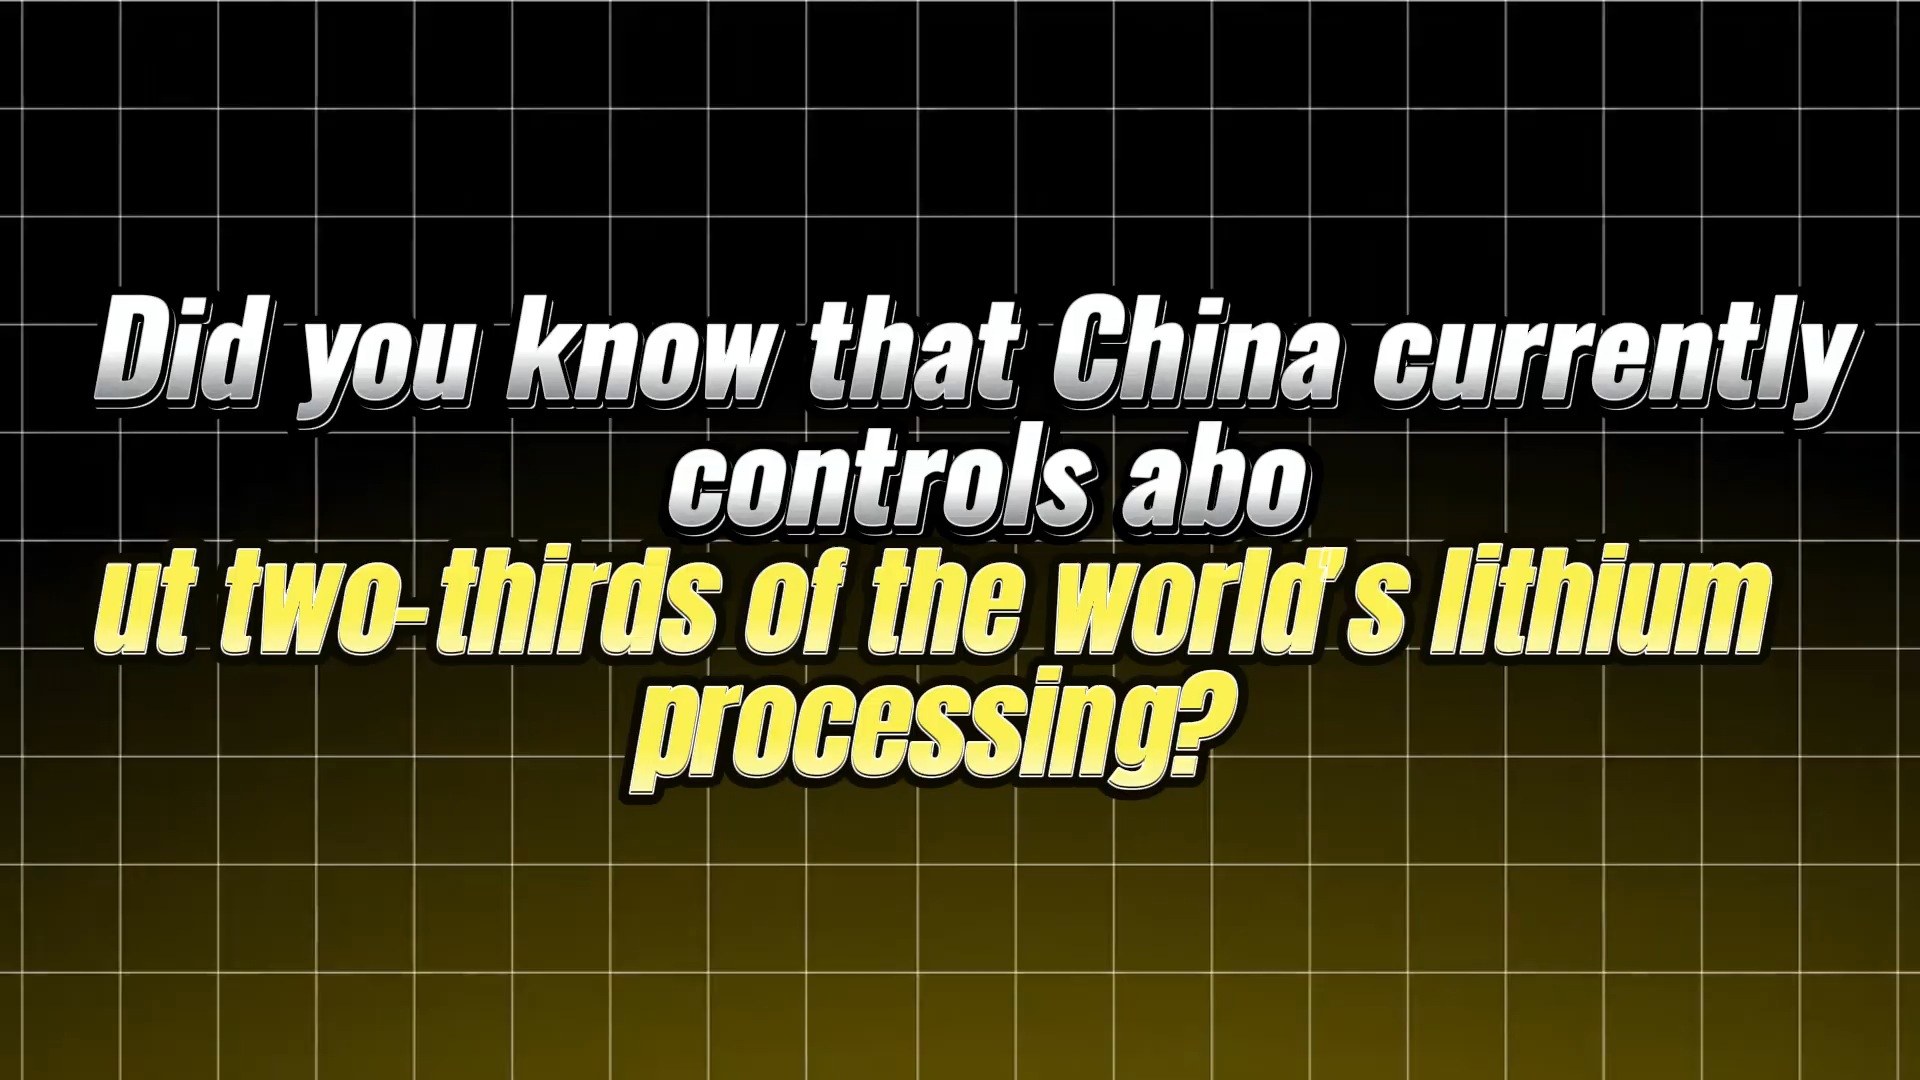 Did you know that China currently
controls abo
ut two-thirds of the world's lithium
processing?